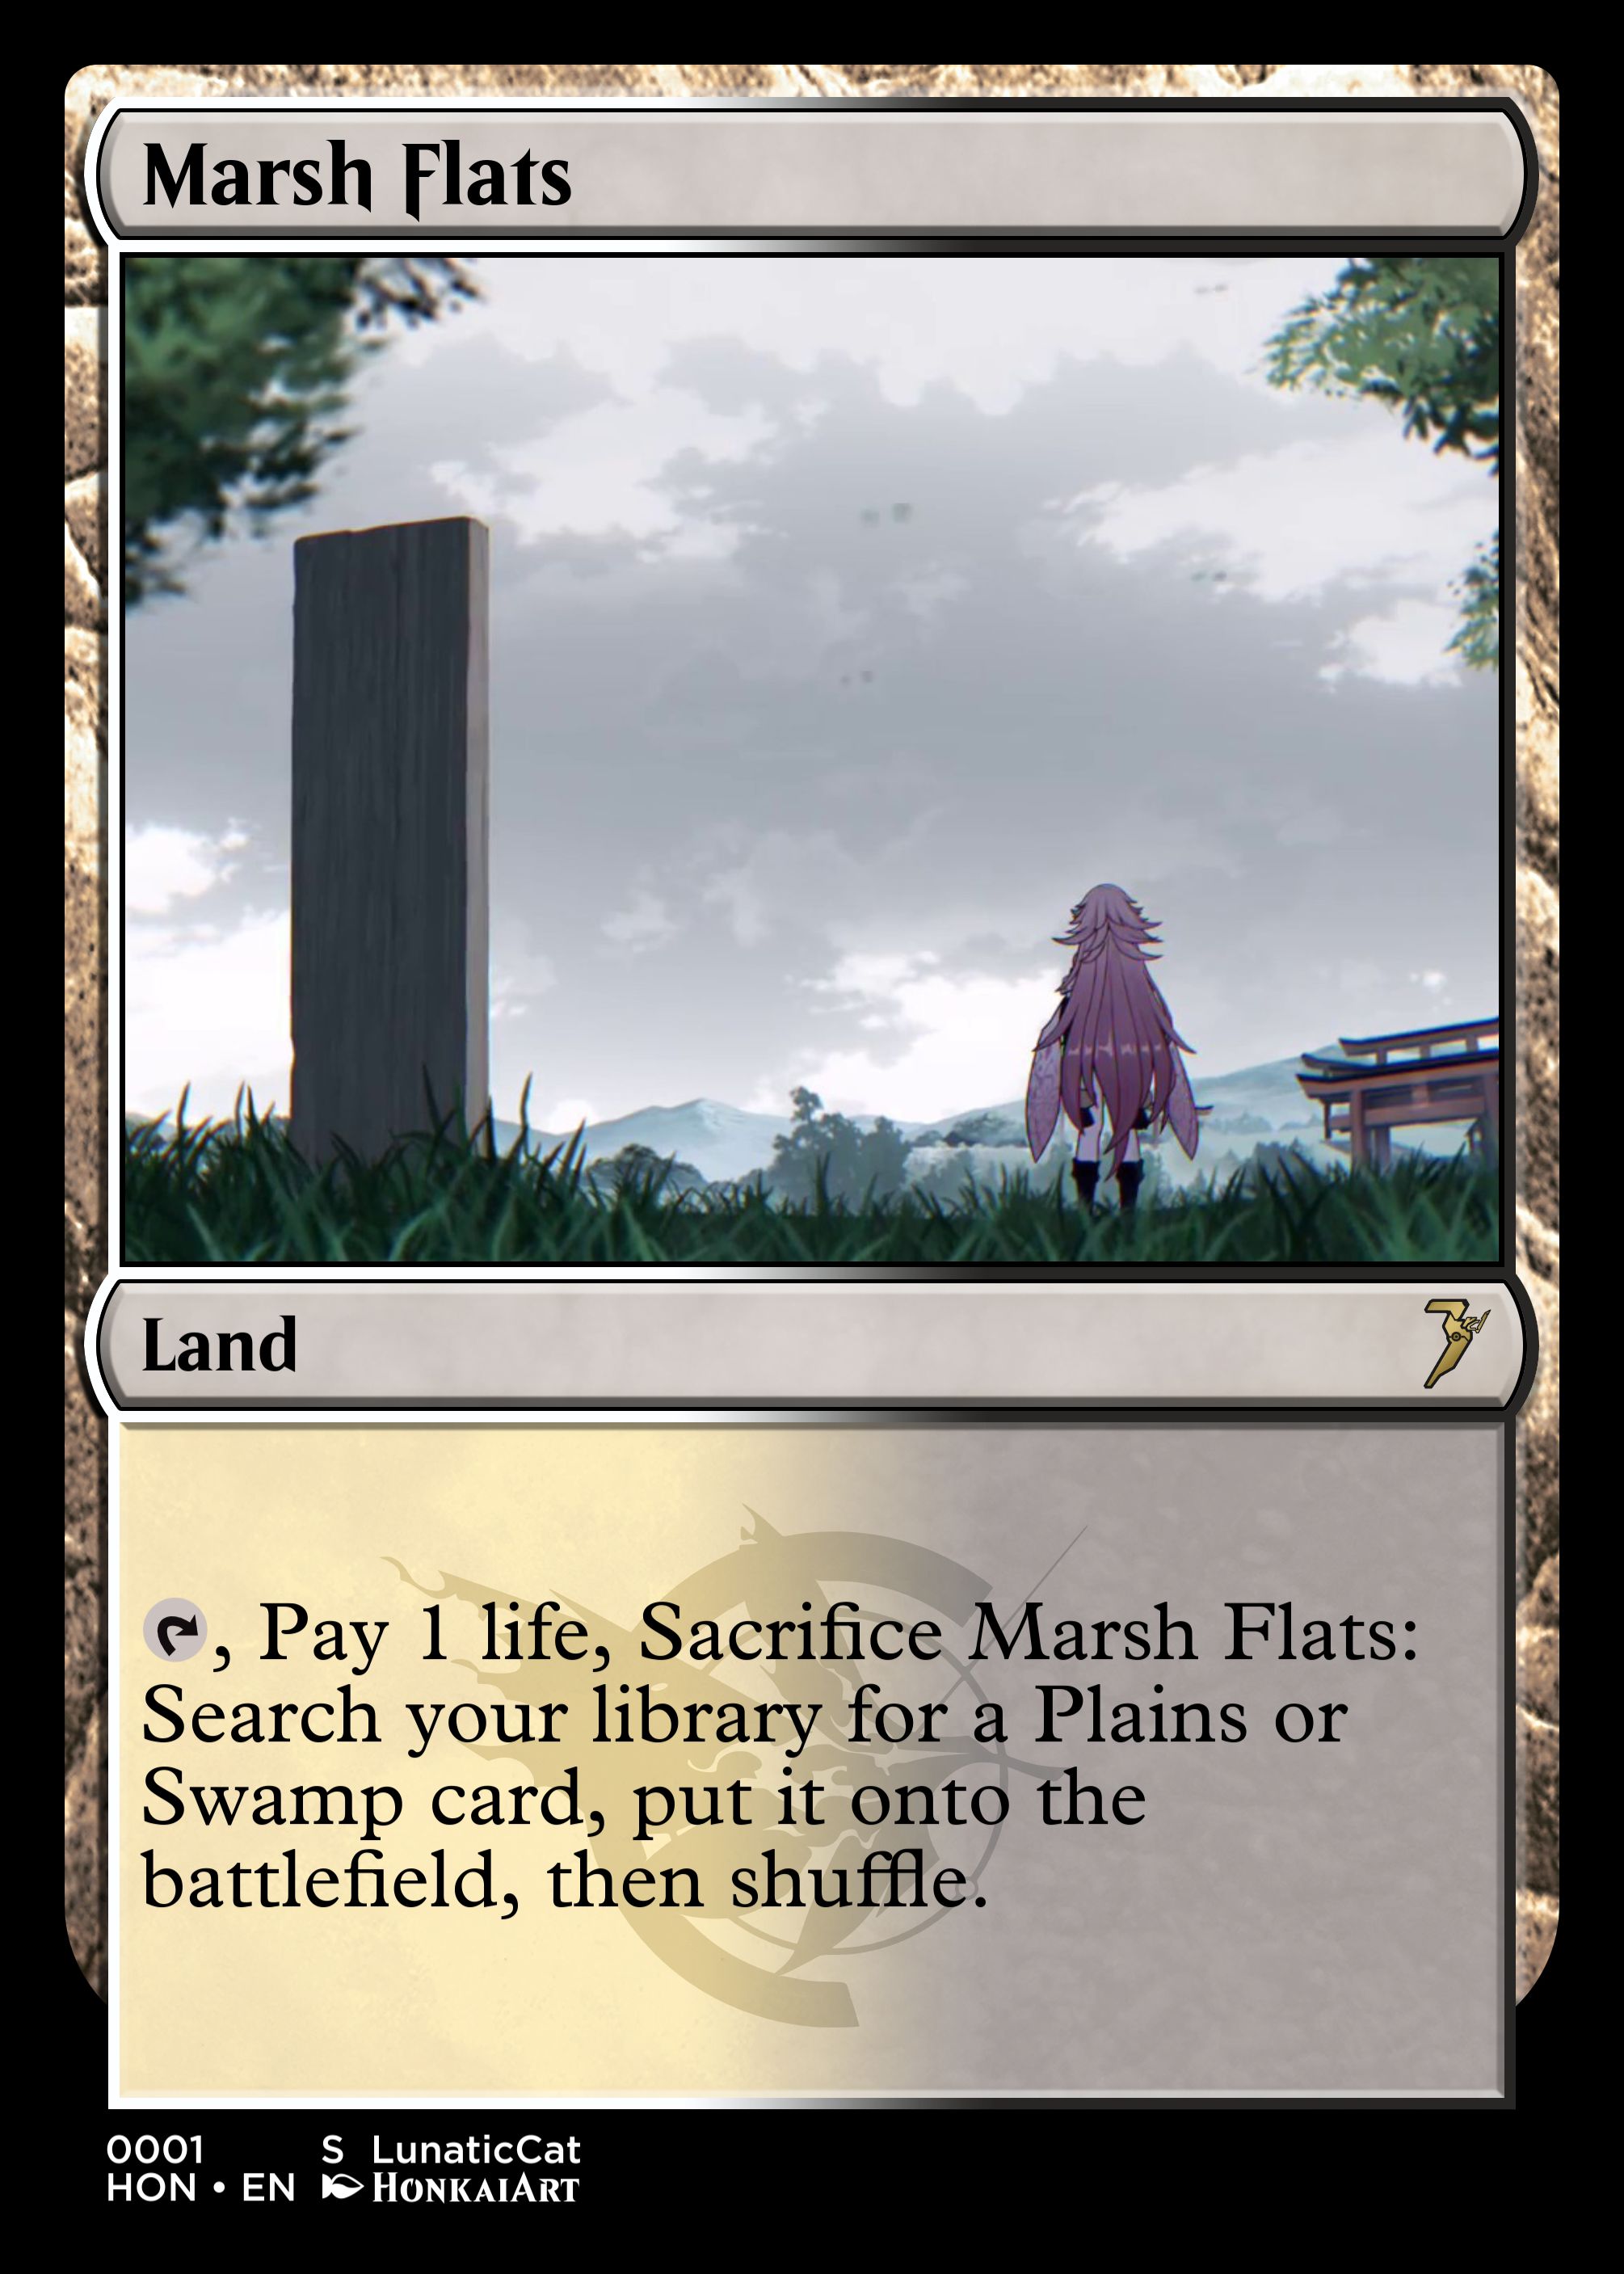 Marsh Flats
Land
, Pay 1 life, Sacrifice Marsh Flats:
Search your library for a Plains or
Swamp card, put it onto the
battlefield, then shuffle.
0001 S LunaticCat
HON • EN HonkaiArt